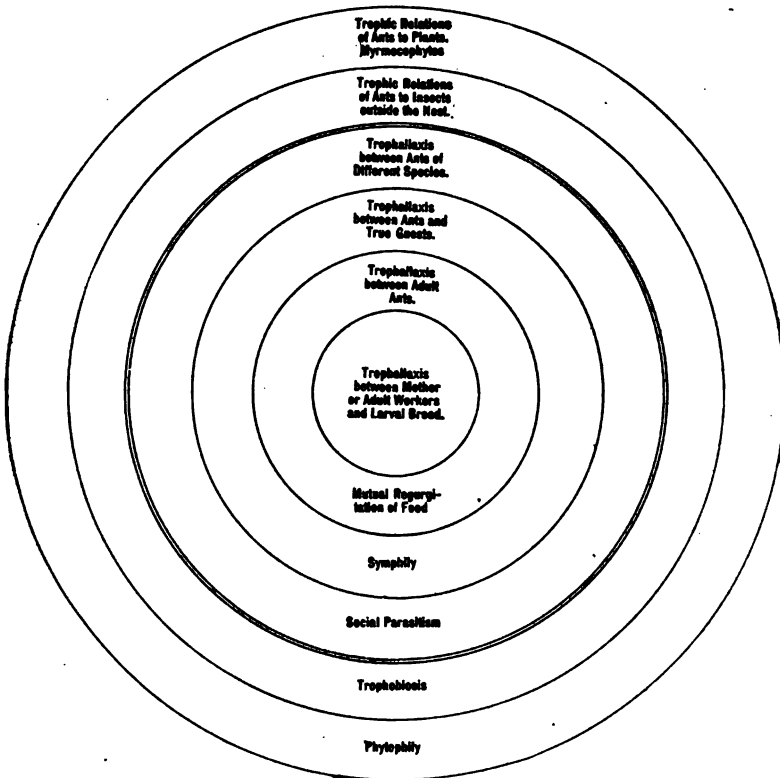 Trophic Relations
of Ants to Plants.
Myrmecophytes
Trophic Relations
of Ants to Insects
outside the Nest.
Trophallaxis
between Ants of
Different Species.
Trophallaxis
between Ants and
True Guests.
Trophallaxis
between Adult
Ants.
Trophallaxis
between Mother
or Adult Workers
and Larval Brood.
Mutual Regurgi-
tation of Food
Symphily
Social Parasitism
Trophobiosis
Phytophily